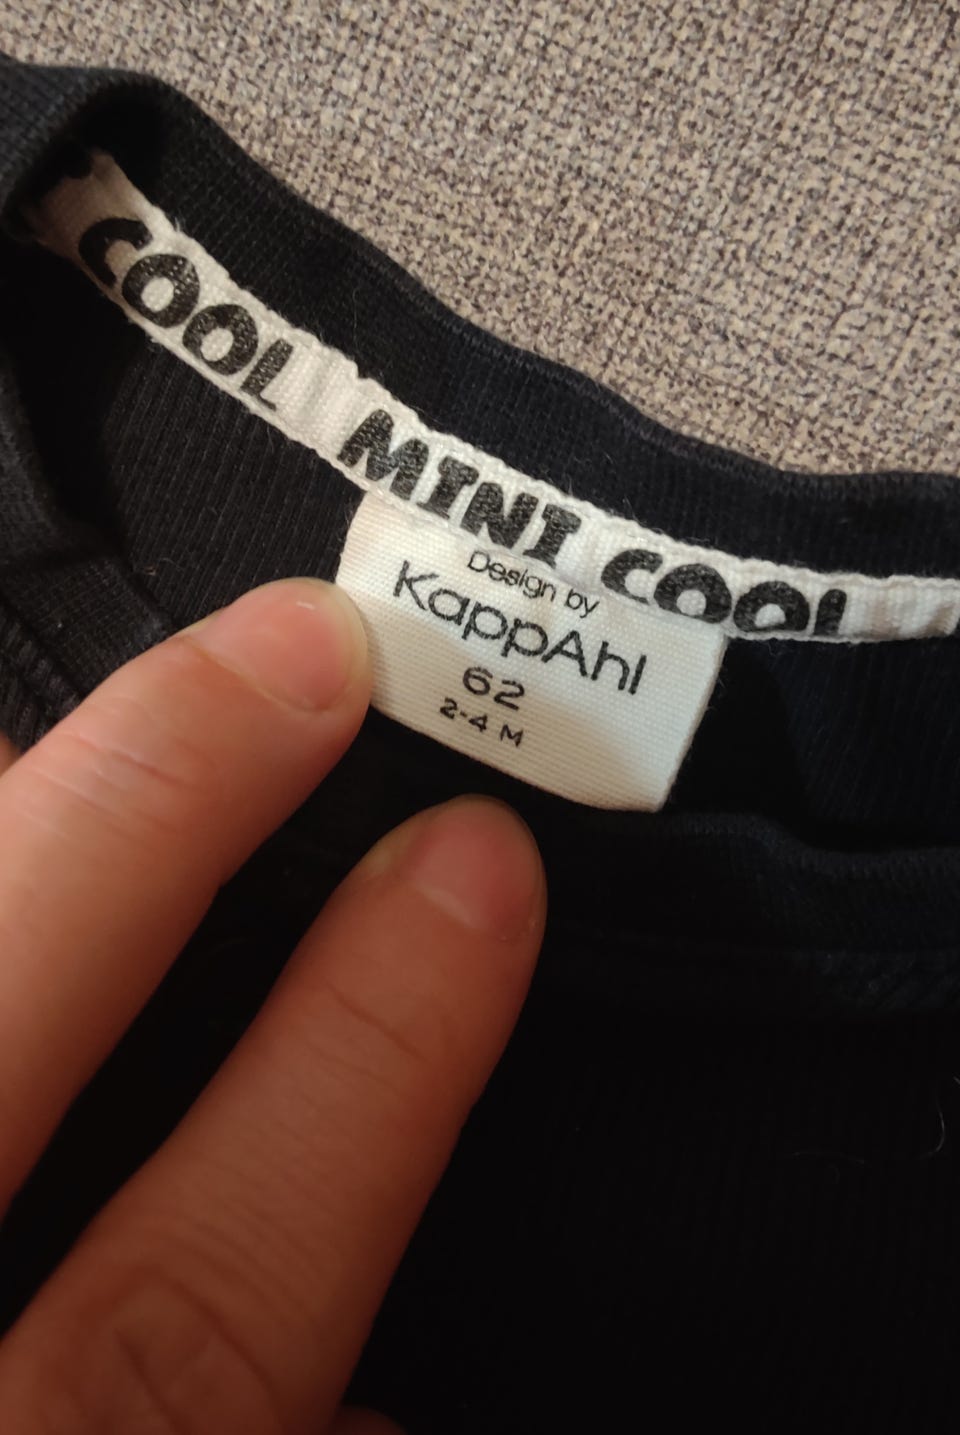 COOL MINI COOL
Design by
KappAhl
62
2-4 M